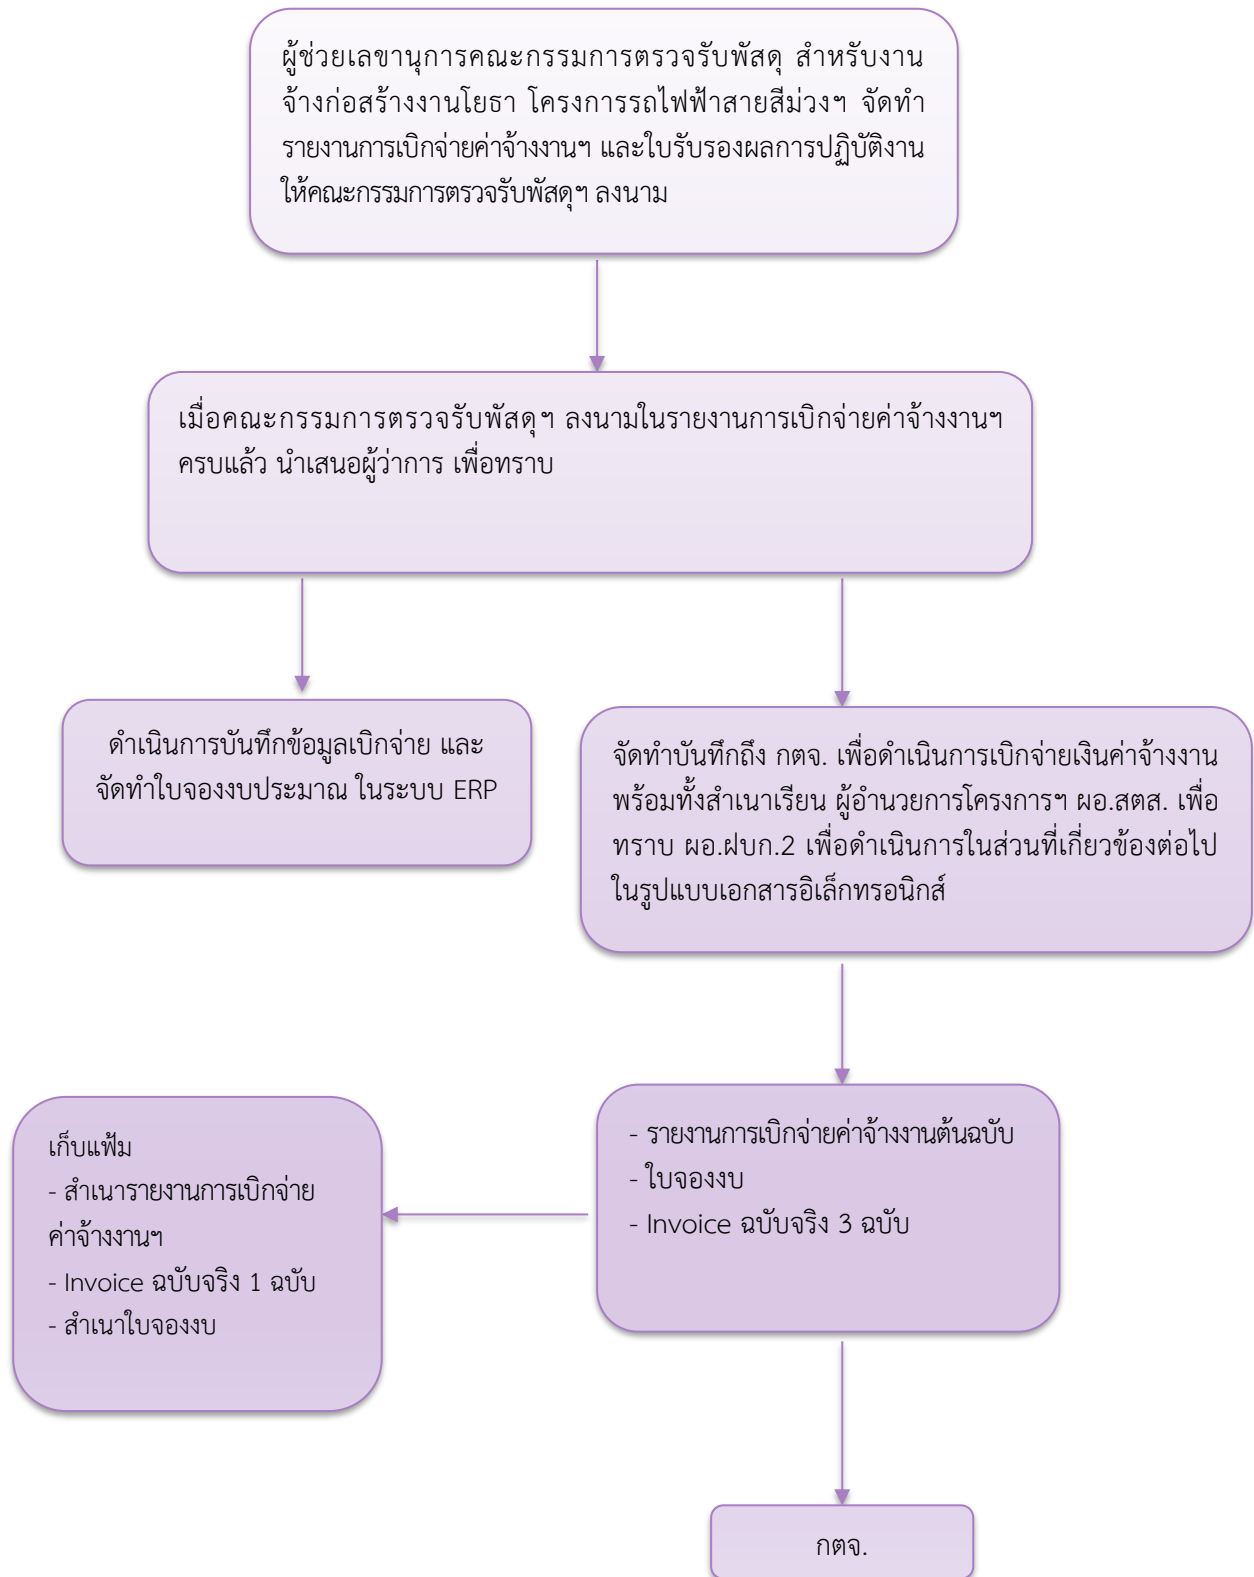 ผู้ช่วยเลขานุการคณะกรรมการตรวจรับพัสดุ สำหรับงาน
จ้างก่อสร้างงานโยธา โครงการรถไฟฟ้าสายสีม่วงฯ จัดทำ
รายงานการเบิกจ่ายค่าจ้างงานฯ และใบรับรองผลการปฏิบัติงาน
ให้คณะกรรมการตรวจรับพัสดุฯ ลงนาม
เมื่อคณะกรรมการตรวจรับพัสดุฯ ลงนามในรายงานการเบิกจ่ายค่าจ้างงานฯ
ครบแล้ว นำเสนอผู้ว่าการ เพื่อทราบ
ดำเนินการบันทึกข้อมูลเบิกจ่าย และ
จัดทำใบจองงบประมาณ ในระบบ ERP
จัดทำบันทึกถึง กตจ. เพื่อดำเนินการเบิกจ่ายเงินค่าจ้างงาน
พร้อมทั้งสำเนาเรียน ผู้อำนวยการโครงการฯ ผอ.สตส. เพื่อ
ทราบ ผอ.ฝบก.2 เพื่อดำเนินการในส่วนที่เกี่ยวข้องต่อไป
ในรูปแบบเอกสารอิเล็กทรอนิกส์
- รายงานการเบิกจ่ายค่าจ้างงานต้นฉบับ
- ใบจองงบ
- Invoice ฉบับจริง 3 ฉบับ
เก็บแฟ้ม
- สำเนารายงานการเบิกจ่าย
ค่าจ้างงานฯ
- Invoice ฉบับจริง 1 ฉบับ
- สำเนาใบจองงบ
กตจ.